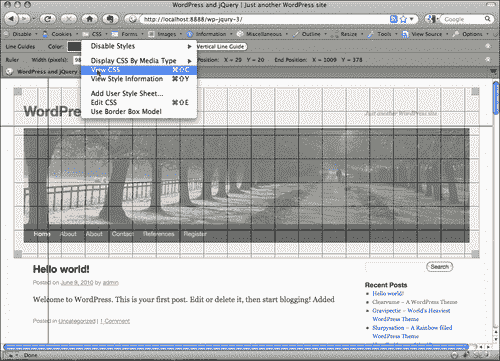 WordPress and jQuery | Just another WordPress site
http://localhost:8888/wp-jqury-3/
Disable Cookies CSS Forms Images Information Miscellaneous Outline Resize Tools View Source Options
Line Guides Color: Vertical Line Guide
Ruler Width (pixels): Position: X = 29 Y = 20 End Position: X = 1009 Y = 378
WordPress and jQuery
Disable Styles
Display CSS By Media Type
View CSS ⌘⇧C
View Style Information ⌘⇧Y
Add User Style Sheet...
Edit CSS ⌘⇧E
Use Border Box Model
Just another WordPress site
Home About About Contact References Register
Hello world!
Posted on June 8, 2010 by admin
Welcome to WordPress. This is your first post. Edit or delete it, then start blogging! Added
Posted in Uncategorized | 1 Comment
Search
Recent Posts
Hello world!
Clearwave – A WordPress Theme
Gravipectic – World's Heaviest
WordPress Theme
Slurpysation – A Rainbow filled
WordPress Theme
Done